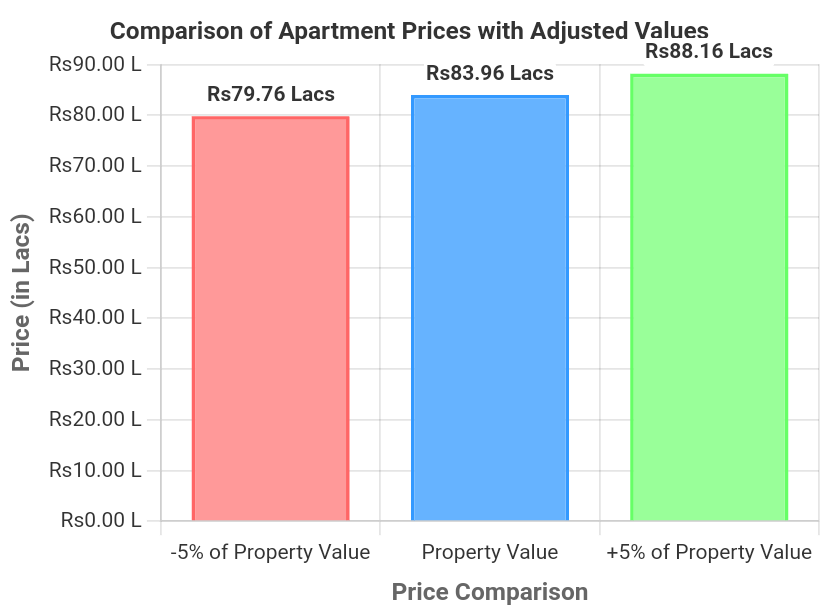 Comparison of Apartment Prices with Adjusted Values
Rs88.16 Lacs
Rs83.96 Lacs
Rs79.76 Lacs
Rs90.00 L
Rs80.00 L
Rs70.00 L
Rs60.00 L
Rs50.00 L
Rs40.00 L
Rs30.00 L
Rs20.00 L
Rs10.00 L
Rs0.00 L
Price (in Lacs)
-5% of Property Value
Property Value
+5% of Property Value
Price Comparison